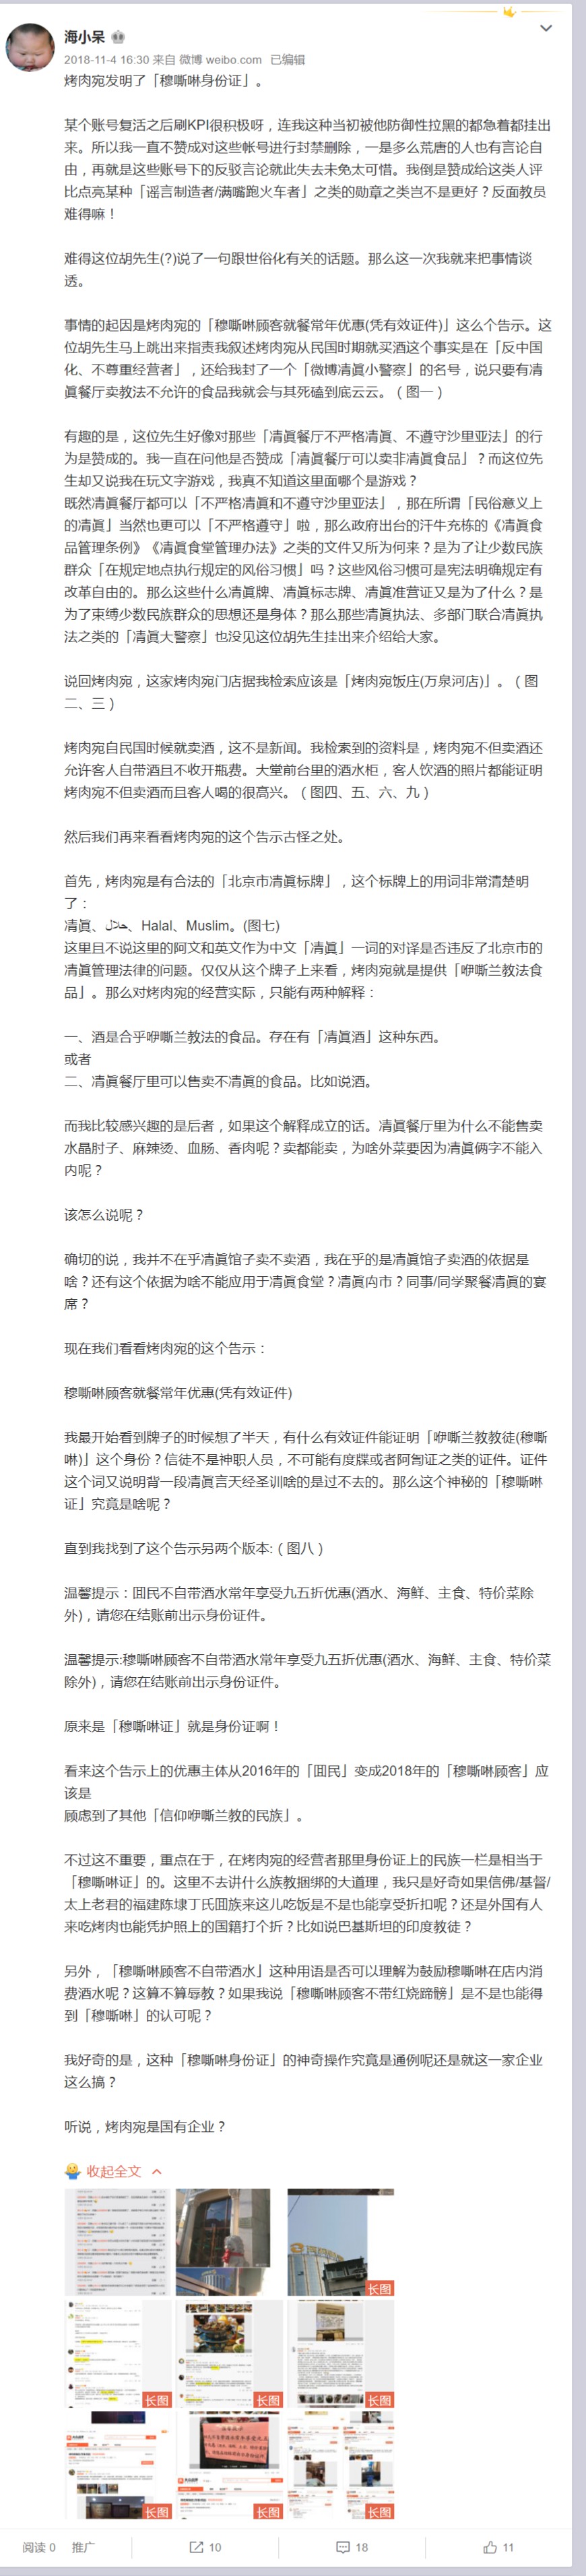 海小呆
2018-11-4 16:30 来自 微博 weibo.com 已编辑
烤肉宛发明了「穆嘶啉身份证」。
某个账号复活之后刷KPI很积极呀，连我这种当初被他防御性拉黑的都急着都挂出
来。所以我一直不赞成对这些帐号进行封禁删除，一是多么荒唐的人也有言论自
由，再就是这些账号下的反驳言论就此失去未免太可惜。我倒是赞成给这类人评
比点亮某种「谣言制造者/满嘴跑火车者」之类的勋章之类岂不是更好？反面教员
难得嘛！
难得这位胡先生(?)说了一句跟世俗化有关的话题。那么这一次我就来把事情谈
透。
事情的起因是烤肉宛的「穆嘶啉顾客就餐常年优惠(凭有效证件)」这么个告示。这
位胡先生马上跳出来指责我叙述烤肉宛从民国时期就买酒这个事实是在「反中国
化、不尊重经营者」，还给我封了一个「微博清眞小警察」的名号，说只要有清
眞餐厅卖教法不允许的食品我就会与其死磕到底云云。（图一）
有趣的是，这位先生好像对那些「清眞餐厅不严格清眞、不遵守沙里亚法」的行
为是赞成的。我一直在问他是否赞成「清眞餐厅可以卖非清眞食品」？而这位先
生却又说我在玩文字游戏，我真不知道这里面哪个是游戏？
既然清眞餐厅都可以「不严格清眞和不遵守沙里亚法」，那在所谓「民俗意义上
的清眞」当然也更可以「不严格遵守」啦，那么政府出台的汗牛充栋的《清眞食
品管理条例》《清眞食堂管理办法》之类的文件又所为何来？是为了让少数民族
群众「在规定地点执行规定的风俗习惯」吗？这些风俗习惯可是宪法明确规定有
改革自由的。那么这些什么清眞牌、清眞标志牌、清眞准营证又是为了什么？是
为了束缚少数民族群众的思想还是身体？那么那些清眞执法、多部门联合清眞执
法之类的「清眞大警察」也没见这位胡先生挂出来介绍给大家。
说回烤肉宛，这家烤肉宛门店据我检索应该是「烤肉宛饭庄(万泉河店)」。（图
二、三）
烤肉宛自民国时候就卖酒，这不是新闻。我检索到的资料是，烤肉宛不但卖酒还
允许客人自带酒且不收开瓶费。大堂前台里的酒水柜，客人饮酒的照片都能证明
烤肉宛不但卖酒而且客人喝的很高兴。（图四、五、六、九）
然后我们再来看看烤肉宛的这个告示古怪之处。
首先，烤肉宛是有合法的「北京市清眞标牌」，这个标牌上的用词非常清楚明
了：
清眞、حلال、Halal、Muslim。(图七)
这里且不说这里的阿文和英文作为中文「清眞」一词的对译是否违反了北京市的
清眞管理法律的问题。仅仅从这个牌子上来看，烤肉宛就是提供「咿嘶兰教法食
品」。那么对烤肉宛的经营实际，只能有两种解释：
一、酒是合乎咿嘶兰教法的食品。存在有「清眞酒」这种东西。
或者
二、清眞餐厅里可以售卖不清眞的食品。比如说酒。
而我比较感兴趣的是后者，如果这个解释成立的话。清眞餐厅里为什么不能售卖
水晶肘子、麻辣烫、血肠、香肉呢？卖都能卖，为啥外菜要因为清眞俩字不能入
内呢？
该怎么说呢？
确切的说，我并不在乎清眞馆子卖不卖酒，我在乎的是清眞馆子卖酒的依据是
啥？还有这个依据为啥不能应用于清眞食堂？清眞肉市？同事/同学聚餐清眞的宴
席？
现在我们看看烤肉宛的这个告示：
穆嘶啉顾客就餐常年优惠(凭有效证件)
我最开始看到牌子的时候想了半天，有什么有效证件能证明「咿嘶兰教教徒(穆嘶
啉)」这个身份？信徒不是神职人员，不可能有度牒或者阿訇证之类的证件。证件
这个词又说明背一段清眞言天经圣训啥的是过不去的。那么这个神秘的「穆嘶啉
证」究竟是啥呢？
直到我找到了这个告示另两个版本:（图八）
温馨提示：囬民不自带酒水常年享受九五折优惠(酒水、海鲜、主食、特价菜除
外)，请您在结账前出示身份证件。
温馨提示:穆嘶啉顾客不自带酒水常年享受九五折优惠(酒水、海鲜、主食、特价菜
除外)，请您在结账前出示身份证件。
原来是「穆嘶啉证」就是身份证啊！
看来这个告示上的优惠主体从2016年的「囬民」变成2018年的「穆嘶啉顾客」应
该是
顾虑到了其他「信仰咿嘶兰教的民族」。
不过这不重要，重点在于，在烤肉宛的经营者那里身份证上的民族一栏是相当于
「穆嘶啉证」的。这里不去讲什么族教捆绑的大道理，我只是好奇如果信佛/基督/
太上老君的福建陈埭丁氏囬族来这儿吃饭是不是也能享受折扣呢？还是外国有人
来吃烤肉也能凭护照上的国籍打个折？比如说巴基斯坦的印度教徒？
另外，「穆嘶啉顾客不自带酒水」这种用语是否可以理解为鼓励穆嘶啉在店内消
费酒水呢？这算不算辱教？如果我说「穆嘶啉顾客不带红烧蹄髈」是不是也能得
到「穆嘶啉」的认可呢？
我好奇的是，这种「穆嘶啉身份证」的神奇操作究竟是通例呢还是就这一家企业
这么搞？
听说，烤肉宛是国有企业？
收起全文
长图
长图
长图
长图
长图
长图
长图
阅读 0 推广 10 18 11